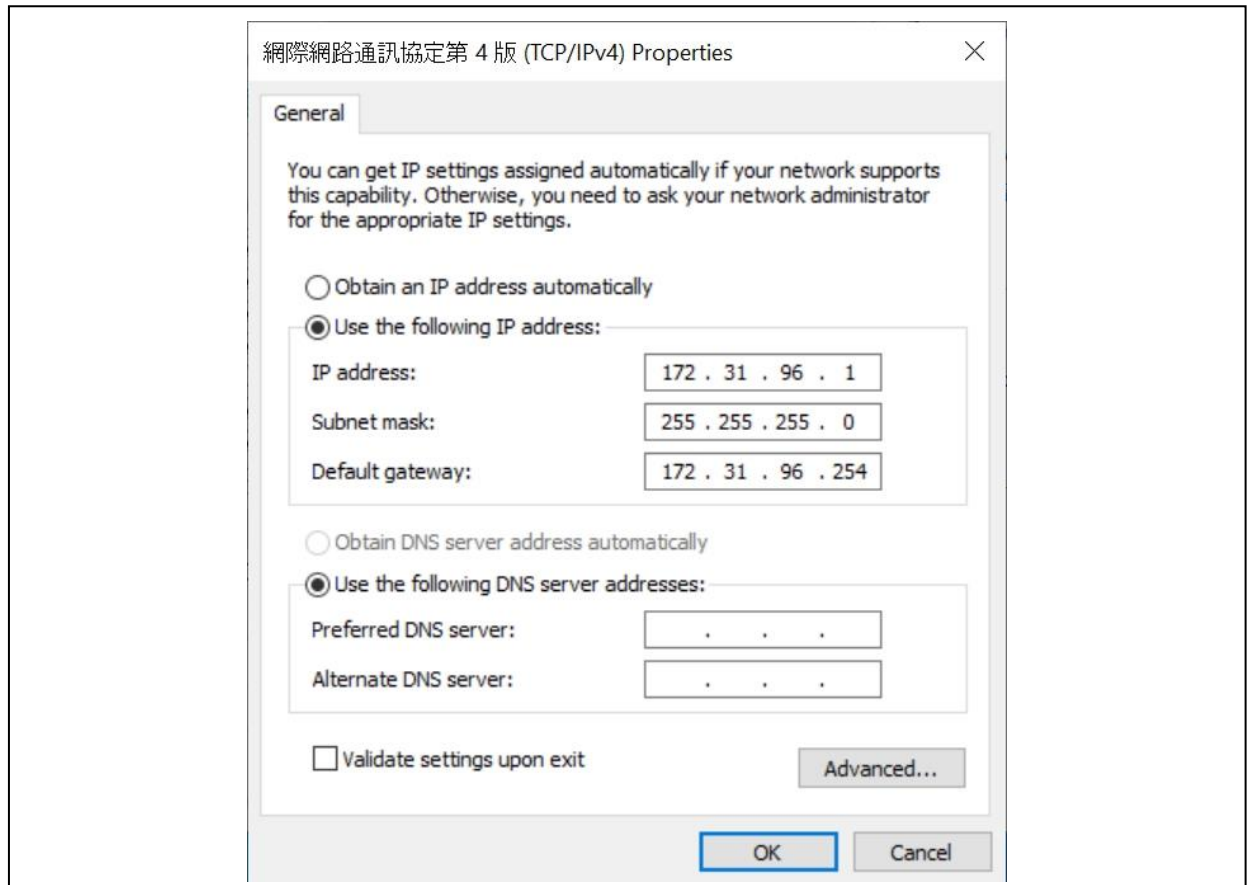 網際網路通訊協定第 4 版 (TCP/IPv4) Properties
General
You can get IP settings assigned automatically if your network supports
this capability. Otherwise, you need to ask your network administrator
for the appropriate IP settings.
Obtain an IP address automatically
Use the following IP address:
IP address: 172 . 31 . 96 . 1
Subnet mask: 255 . 255 . 255 . 0
Default gateway: 172 . 31 . 96 . 254
Obtain DNS server address automatically
Use the following DNS server addresses:
Preferred DNS server: . . .
Alternate DNS server: . . .
Validate settings upon exit
Advanced...
OK Cancel